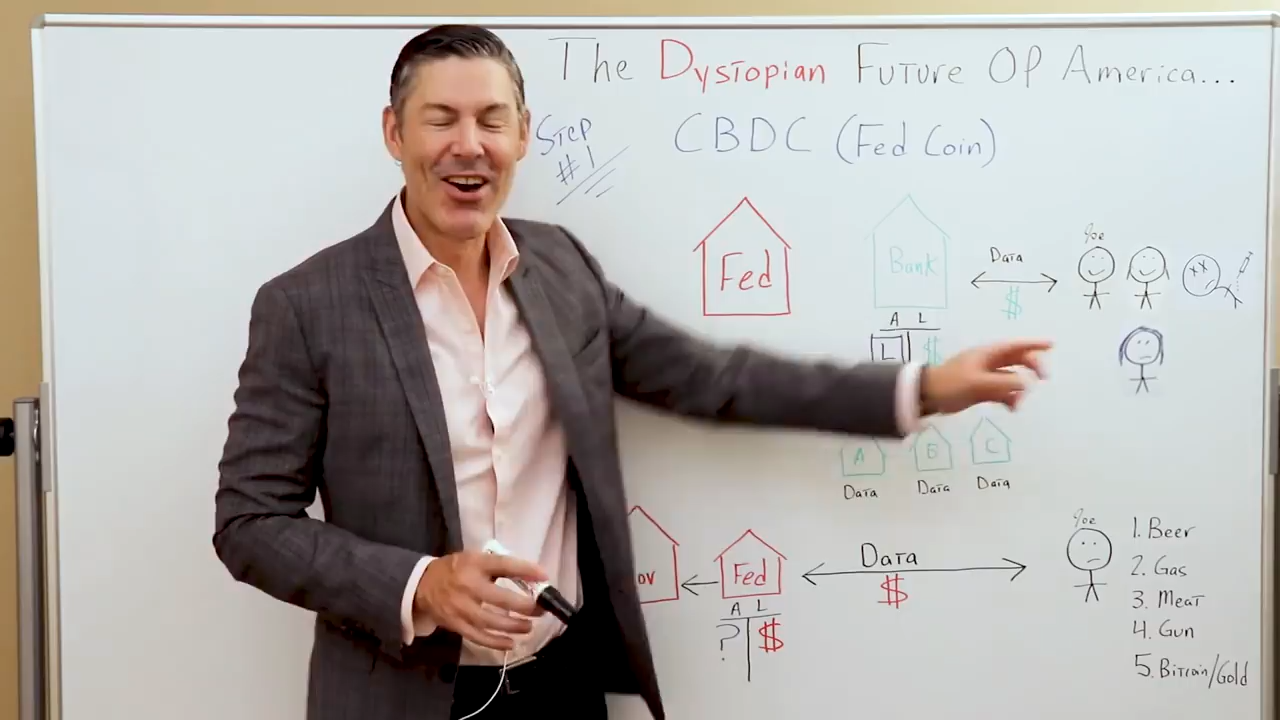 The Dystopian Future Of America...
Step
#1
CBDC (Fed Coin)
Fed
Bank
Data
$
Joe
A L
L $
A B C
Data Data Data
ov
Fed
A L
? $
Data
$
Joe
1. Beer
2. Gas
3. Meat
4. Gun
5. Bitcoin/Gold